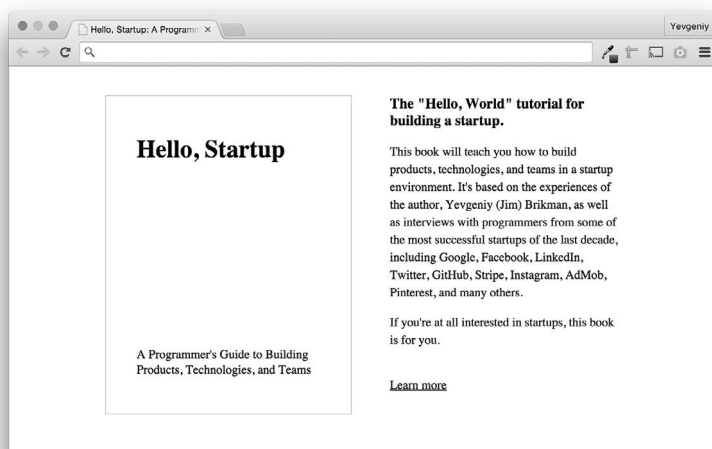 Hello, Startup: A Programm
Yevgeniy
Hello, Startup
A Programmer's Guide to Building
Products, Technologies, and Teams
The "Hello, World" tutorial for
building a startup.
This book will teach you how to build
products, technologies, and teams in a startup
environment. It's based on the experiences of
the author, Yevgeniy (Jim) Brikman, as well
as interviews with programmers from some of
the most successful startups of the last decade,
including Google, Facebook, LinkedIn,
Twitter, GitHub, Stripe, Instagram, AdMob,
Pinterest, and many others.
If you're at all interested in startups, this book
is for you.
Learn more